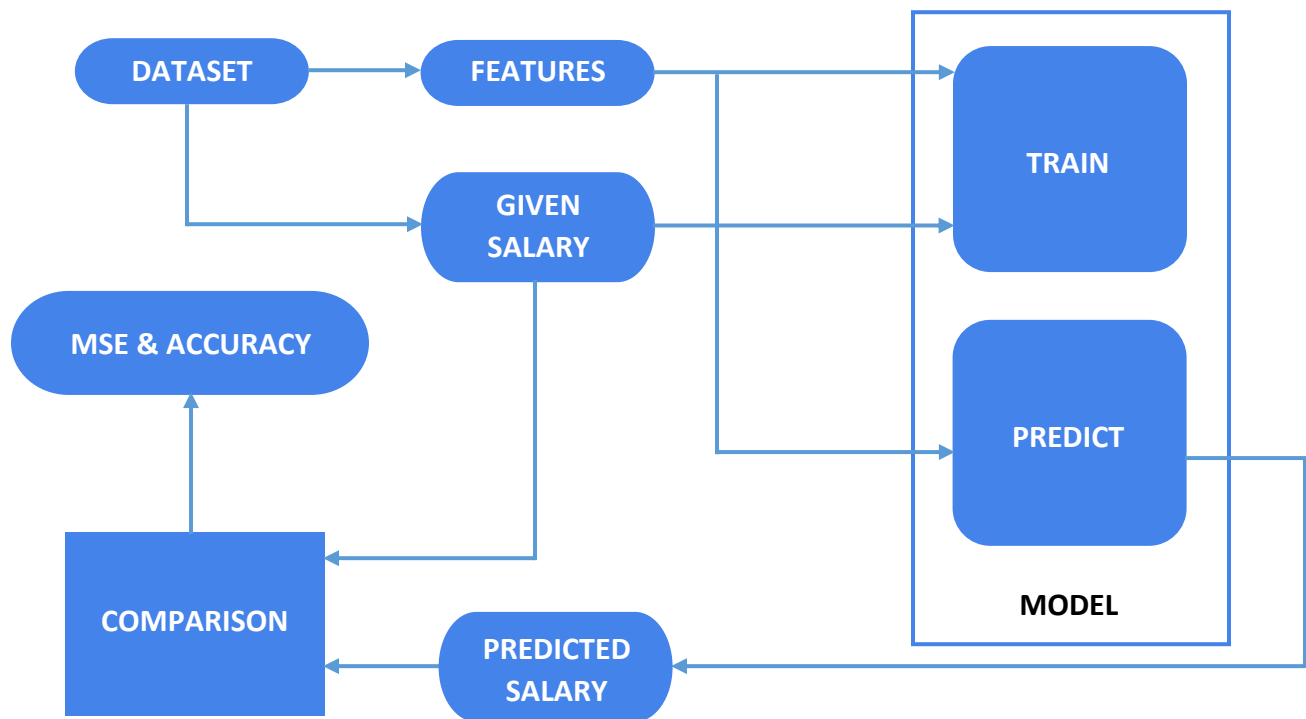 DATASET
FEATURES
TRAIN
GIVEN
SALARY
MSE & ACCURACY
PREDICT
COMPARISON
MODEL
PREDICTED
SALARY